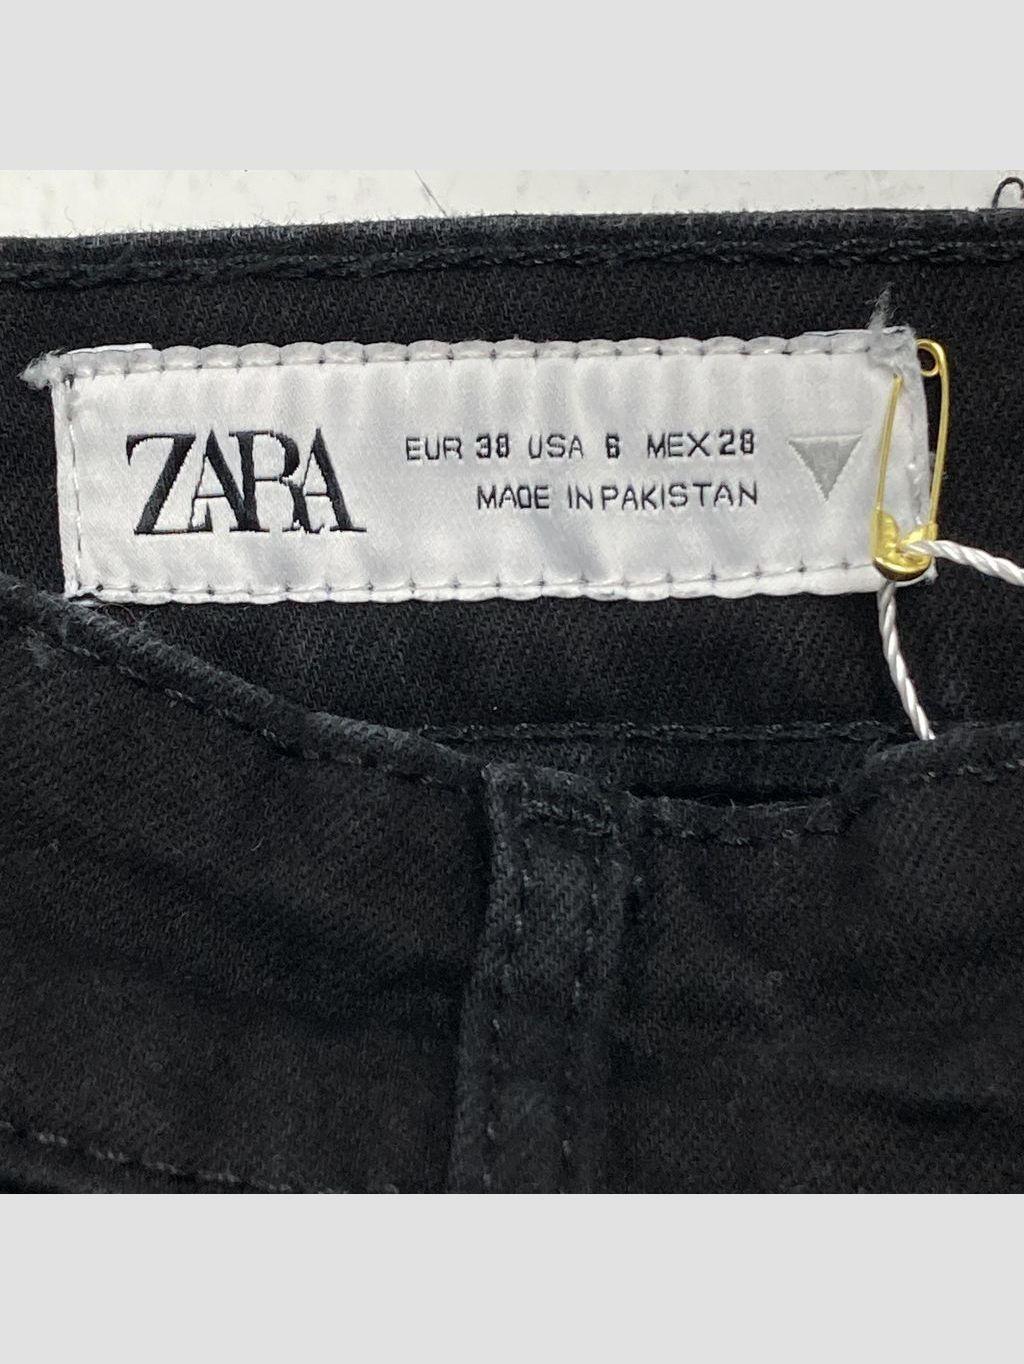 ZARA
EUR 38 USA 6 MEX 28
MADE IN PAKISTAN